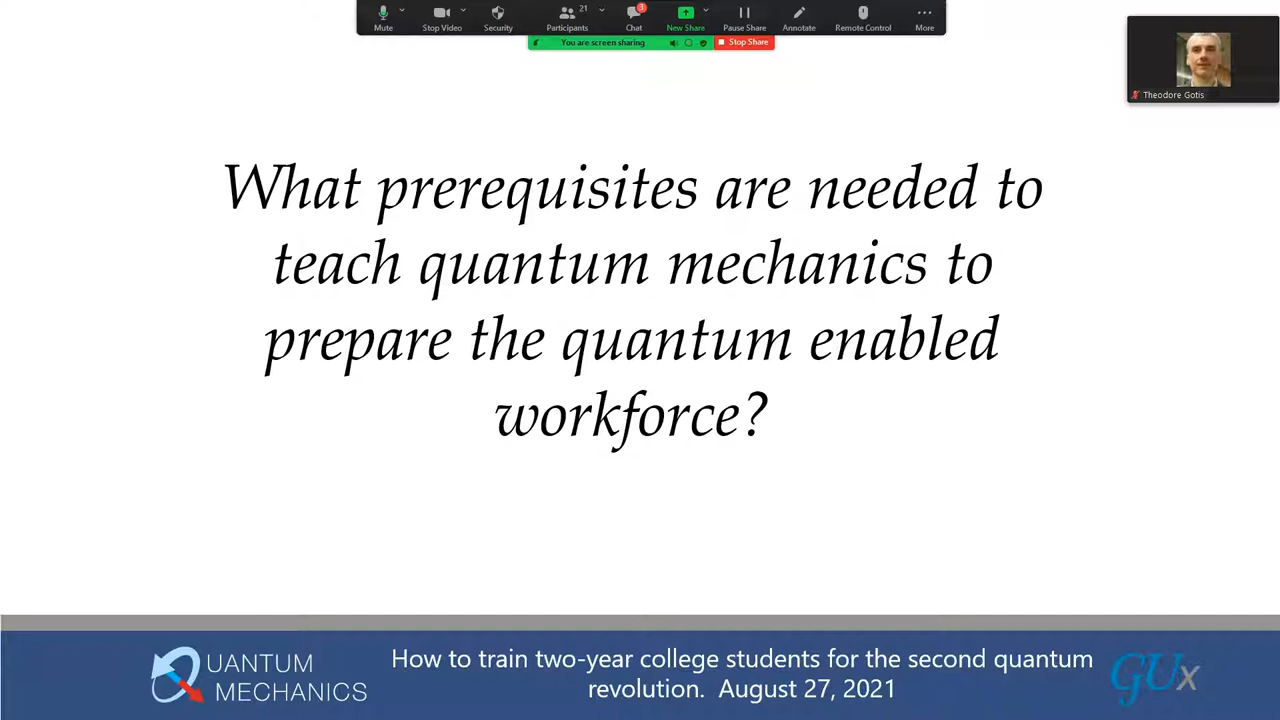 Mute
Stop Video
Security
Participants
21
Chat
3
New Share
Pause Share
Annotate
Remote Control
More
You are screen sharing
Stop Share
Theodore Gotis
What prerequisites are needed to
teach quantum mechanics to
prepare the quantum enabled
workforce?
QUANTUM
MECHANICS
How to train two-year college students for the second quantum
revolution. August 27, 2021
GUx